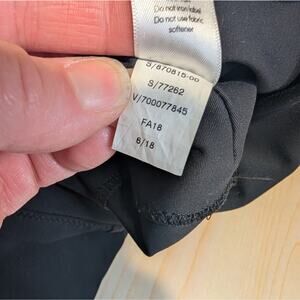 Do not iron label
Do not use fabric
softener
S/870815-00
S/77262
V/700077845
FA18
6/18